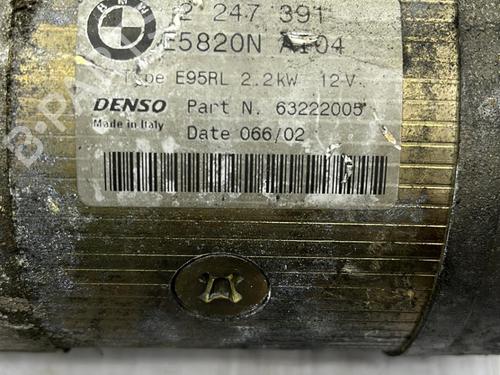 BMW
2 247 391
E5820N A104
Type E95RL 2.2kW 12V
DENSO Part N. 63222005
Made in Italy Date 066/02